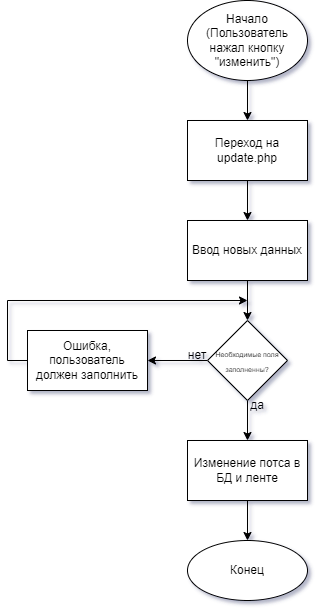 Начало
(Пользователь
нажал кнопку
"изменить")
Переход на
update.php
Ввод новых данных
Необходимые поля
заполненны?
нет
Ошибка,
пользователь
должен заполнить
да
Изменение потса в
БД и ленте
Конец